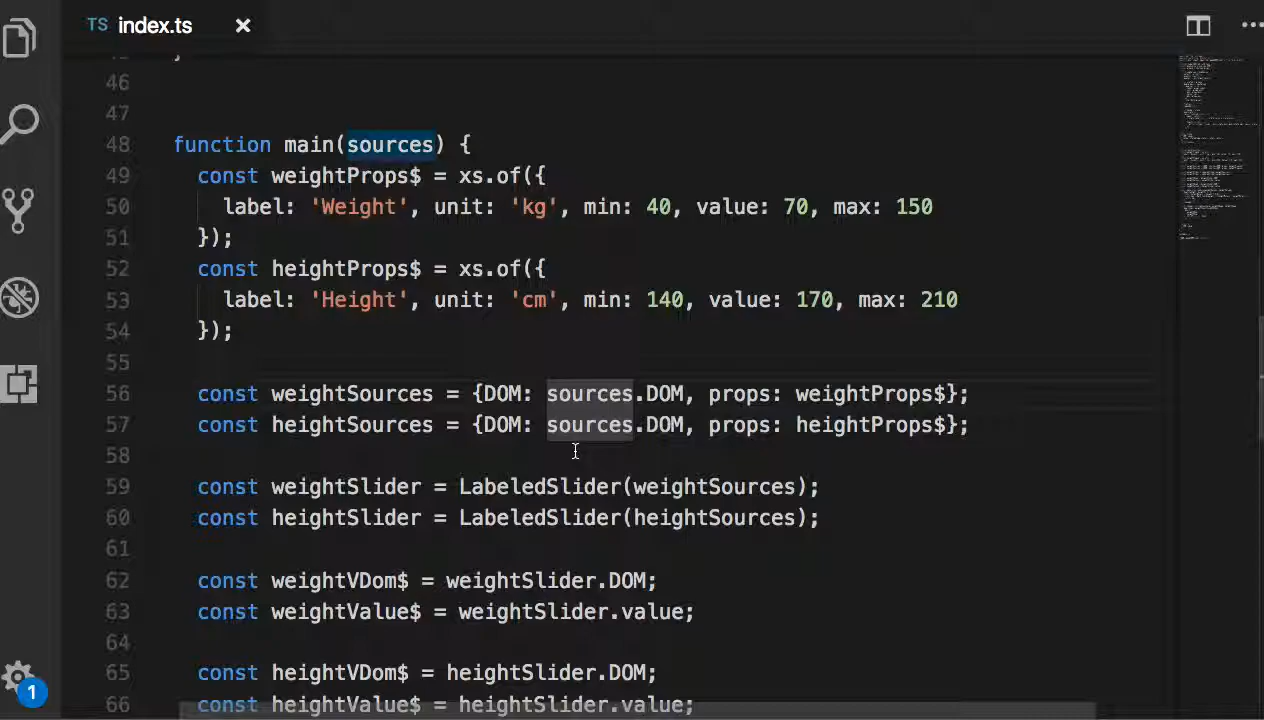 TS index.ts ×
46
47
48 function main(sources) {
49 const weightProps$ = xs.of({
50 label: 'Weight', unit: 'kg', min: 40, value: 70, max: 150
51 });
52 const heightProps$ = xs.of({
53 label: 'Height', unit: 'cm', min: 140, value: 170, max: 210
54 });
55
56 const weightSources = {DOM: sources.DOM, props: weightProps$};
57 const heightSources = {DOM: sources.DOM, props: heightProps$};
58
59 const weightSlider = LabeledSlider(weightSources);
60 const heightSlider = LabeledSlider(heightSources);
61
62 const weightVDom$ = weightSlider.DOM;
63 const weightValue$ = weightSlider.value;
64
65 const heightVDom$ = heightSlider.DOM;
66 const heightValue$ = heightSlider.value;
1